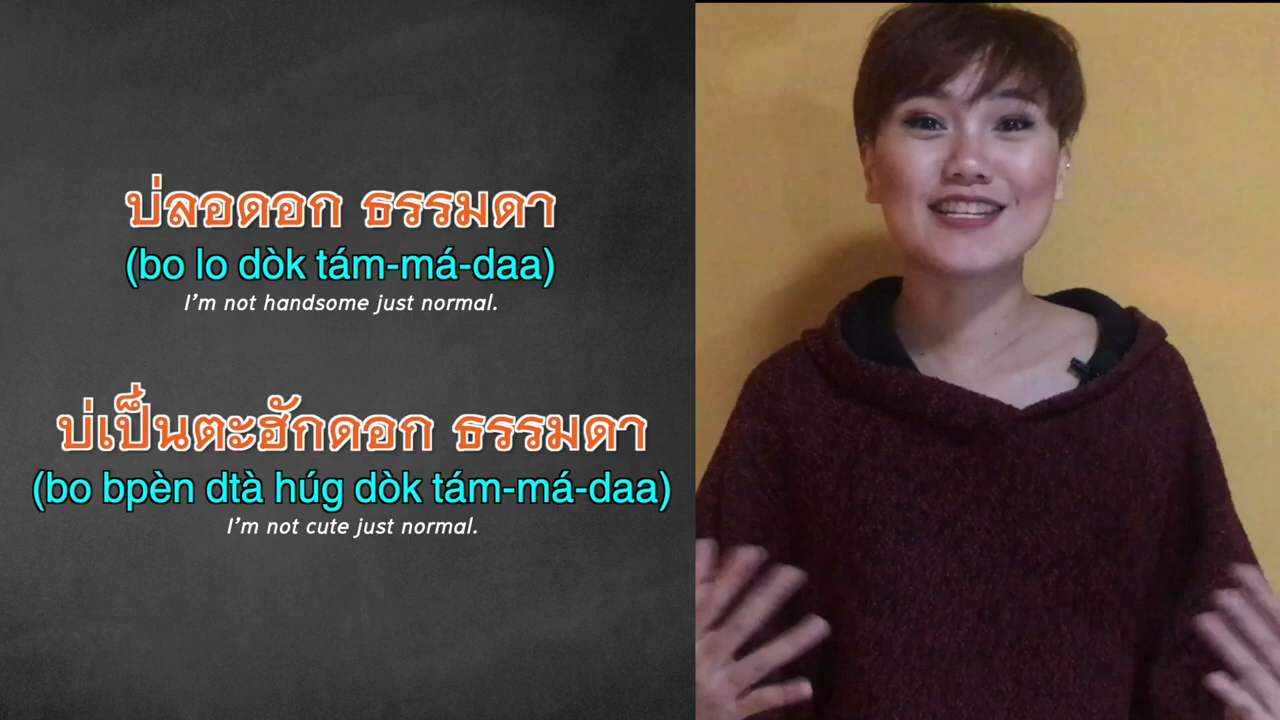 บ่ลอดอก ธรรมดา
(bo lo dòk tám-má-daa)
I'm not handsome just normal.
บ่เป็่นตะฮักดอก ธรรมดา
(bo bpèn dtà húg dòk tám-má-daa)
I'm not cute just normal.